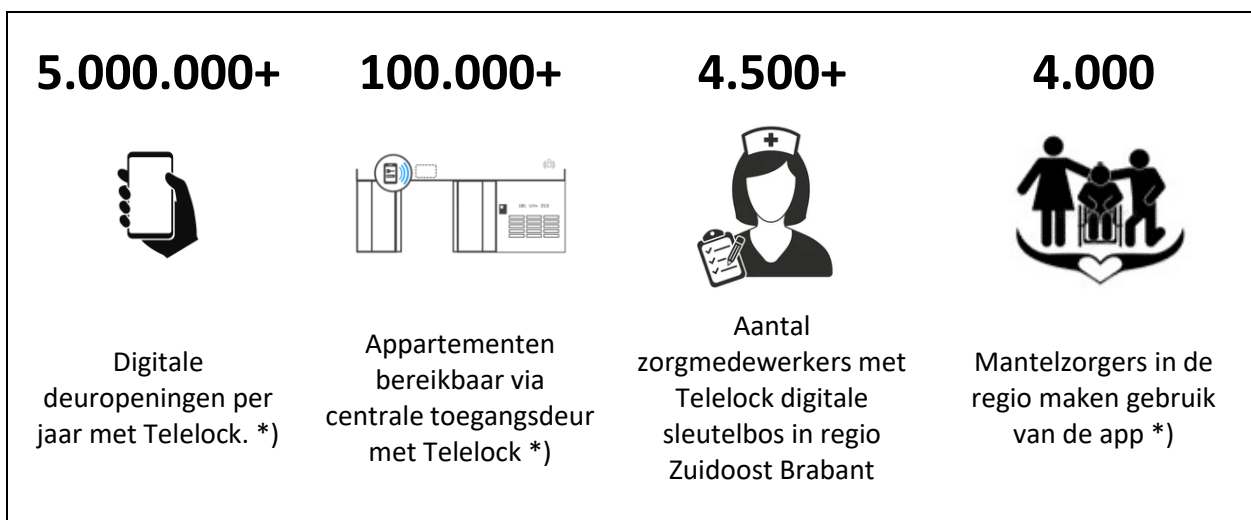 5.000.000+
100.000+
4.500+
4.000
Digitale
deuropeningen per
jaar met Telelock. *)
Appartementen
bereikbaar via
centrale toegangsdeur
met Telelock *)
Aantal
zorgmedewerkers met
Telelock digitale
sleutelbos in regio
Zuidoost Brabant
Mantelzorgers in de
regio maken gebruik
van de app *)